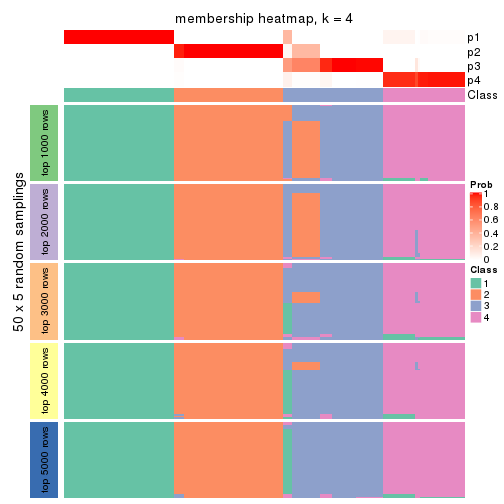 membership heatmap, k = 4
p1
p2
p3
p4
Class
50 x 5 random samplings
top 1000 rows
top 2000 rows
top 3000 rows
top 4000 rows
top 5000 rows
Prob
1
0.8
0.6
0.4
0.2
0
Class
1
2
3
4